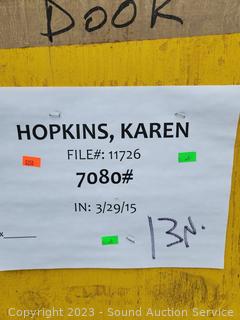 DOOR
HOPKINS, KAREN
FILE#: 11726
7080#
IN: 3/29/15
13N.
Copyright 2023 - Sound Auction Service